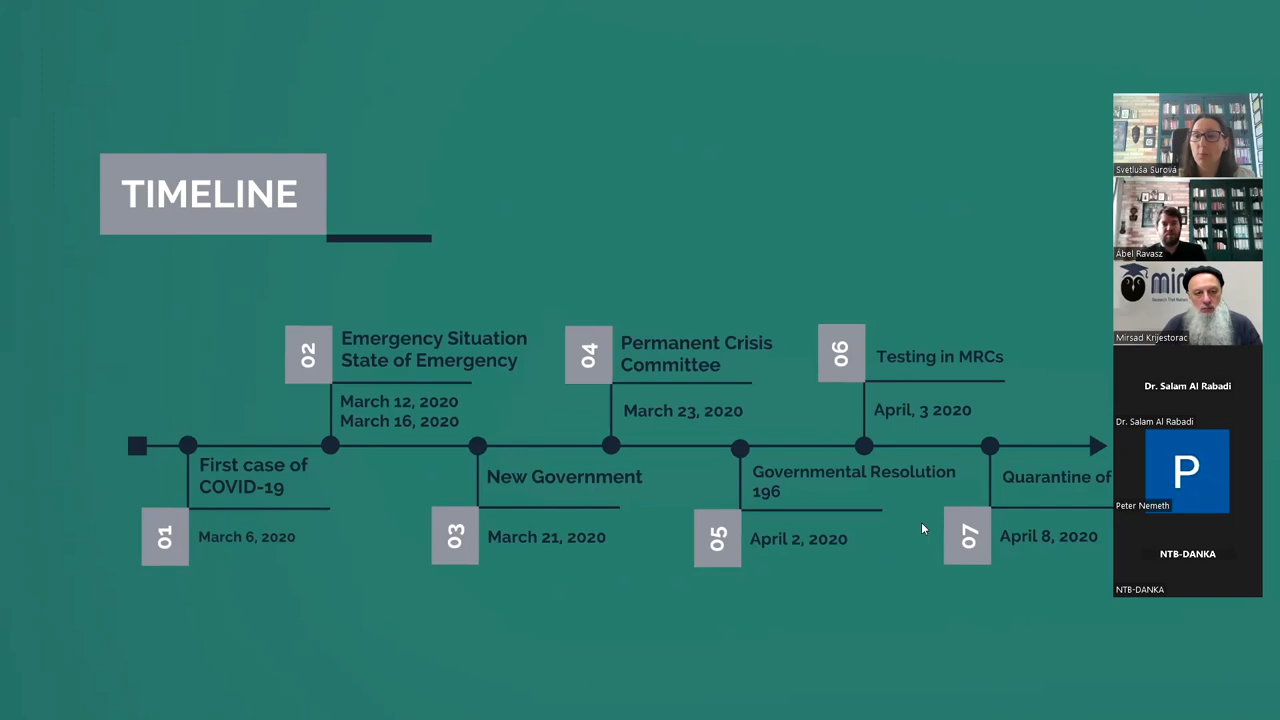 TIMELINE
02
Emergency Situation
State of Emergency
March 12, 2020
March 16, 2020
04
Permanent Crisis
Committee
March 23, 2020
06
Testing in MRCs
April, 3 2020
01
First case of
COVID-19
March 6, 2020
03
New Government
March 21, 2020
05
Governmental Resolution
196
April 2, 2020
07
Quarantine of
April 8, 2020
Svetluša Surová
Ábel Ravasz
Mirsad Krijestorac
Dr. Salam Al Rabadi
Dr. Salam Al Rabadi
P
Peter Nemeth
NTB-DANKA
NTB-DANKA